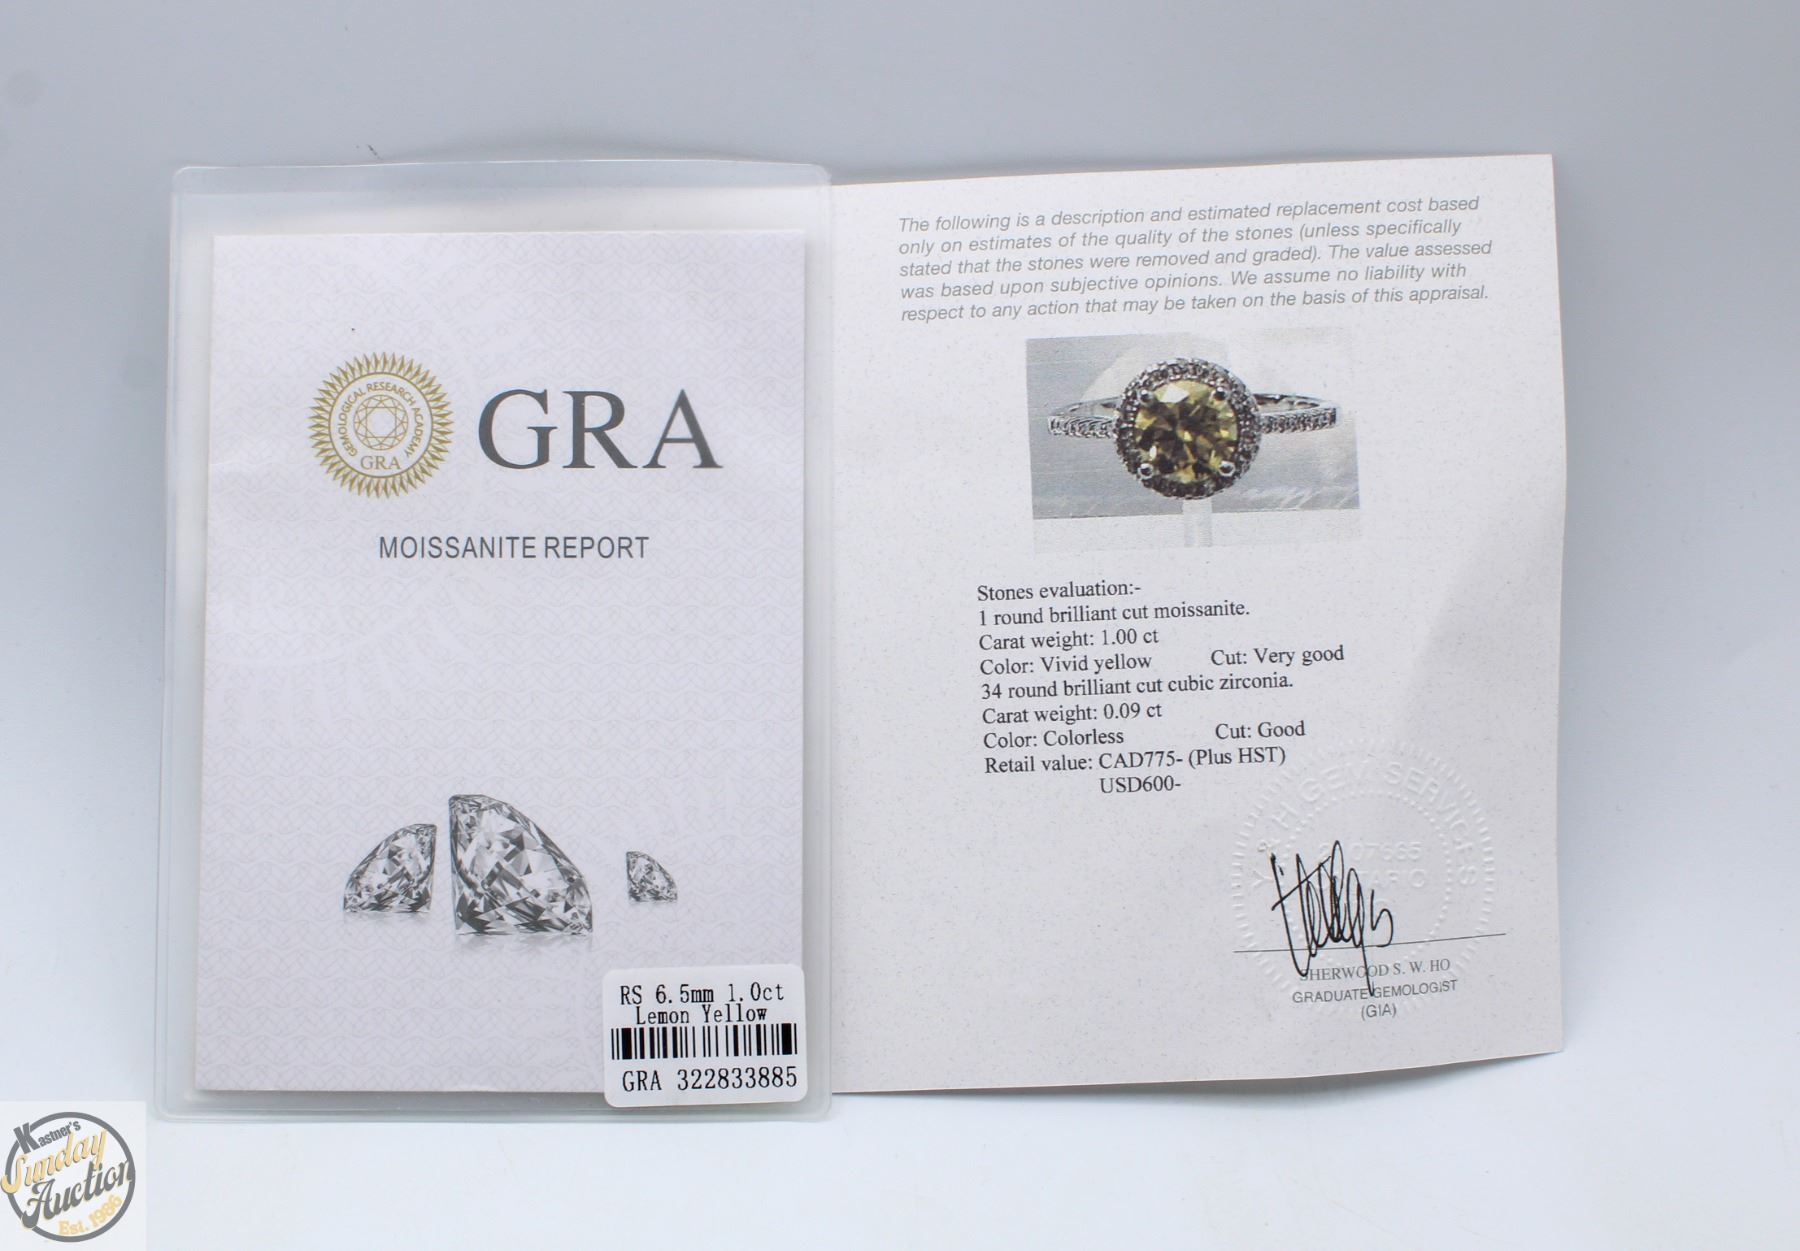 GEMOLOGICAL RESEARCH ACADEMY
GRA
GRA
MOISSANITE REPORT
RS 6.5mm 1.0ct
Lemon Yellow
GRA 322833885
The following is a description and estimated replacement cost based
only on estimates of the quality of the stones (unless specifically
stated that the stones were removed and graded). The value assessed
was based upon subjective opinions. We assume no liability with
respect to any action that may be taken on the basis of this appraisal.
Stones evaluation:-
1 round brilliant cut moissanite.
Carat weight: 1.00 ct
Color: Vivid yellow Cut: Very good
34 round brilliant cut cubic zirconia.
Carat weight: 0.09 ct
Color: Colorless Cut: Good
Retail value: CAD775- (Plus HST)
USD600-
GEM SERVICES
SHERWOOD S. W. HO
GRADUATE GEMOLOGIST
(GIA)
Kastner's
Sunday
Auction
Est. 1986